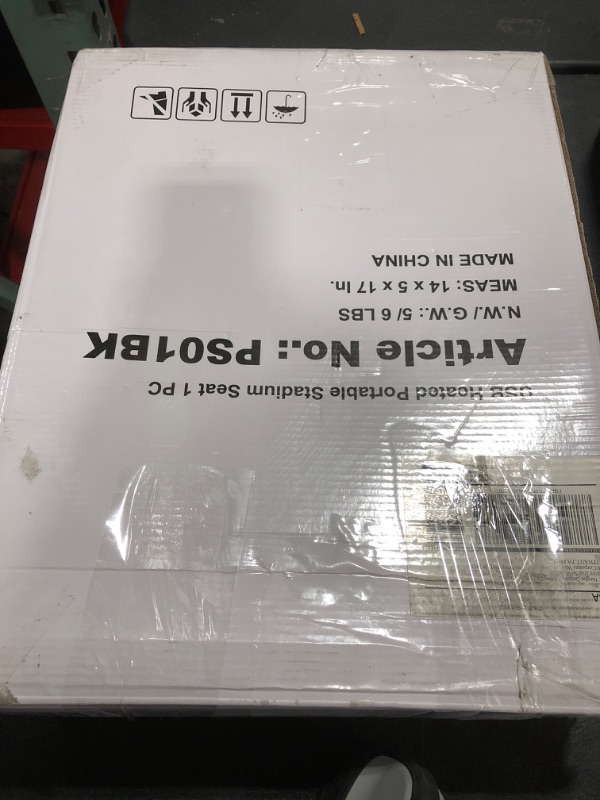 USB Heated Portable Stadium Seat 1 PC
Article No.: PS01BK
N.W./ G.W.: 5/ 6 LBS
MEAS: 14 x 5 x 17 In.
MADE IN CHINA